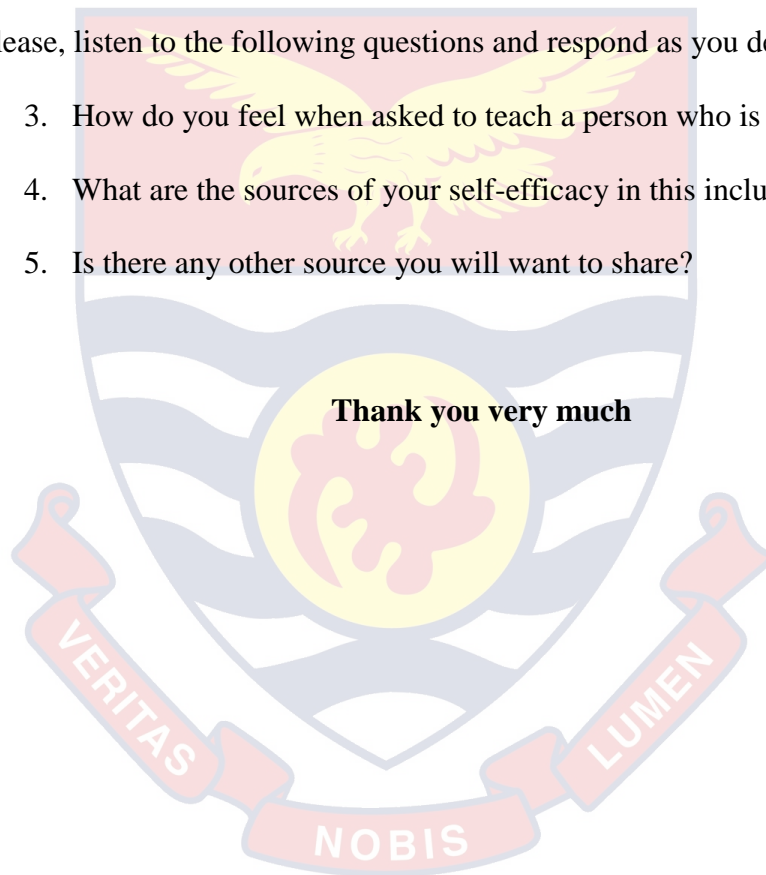 lease, listen to the following questions and respond as you
3. How do you feel when asked to teach a person who is
4. What are the sources of your self-efficacy in this
5. Is there any other source you will want to share?
Thank you very much
VERITAS
NOBIS
LUMEN